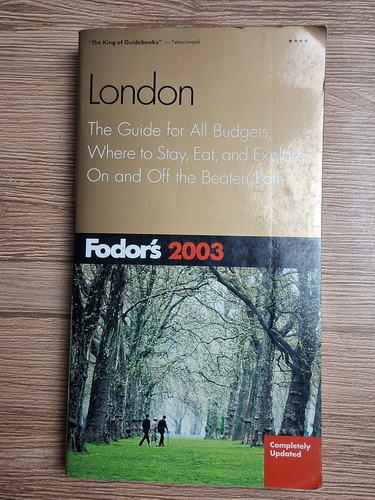 "The King of Guidebooks" — Newsweek
★★★★
London
The Guide for All Budgets
Where to Stay, Eat, and Explore
On and Off the Beaten Path
Fodor's 2003
Completely
Updated